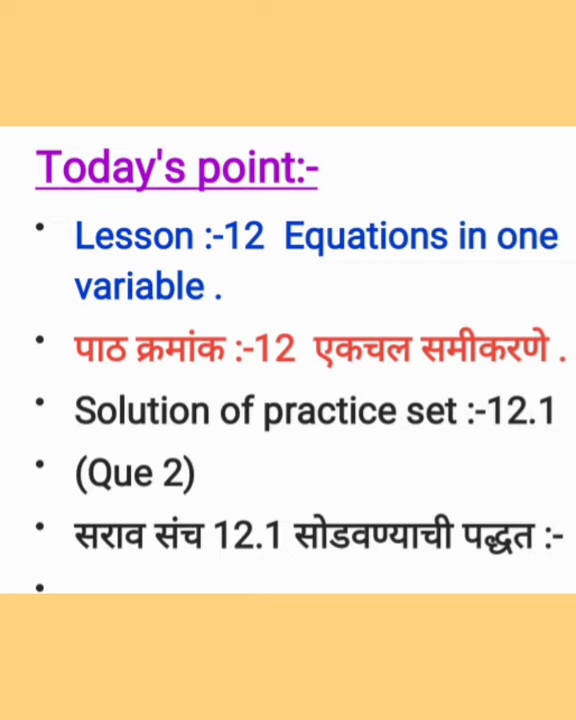 Today's point:-
• Lesson :-12 Equations in one
variable .
• पाठ क्रमांक :-12 एकचल समीकरणे .
• Solution of practice set :-12.1
• (Que 2)
• सराव संच 12.1 सोडवण्याची पद्धत :-
•